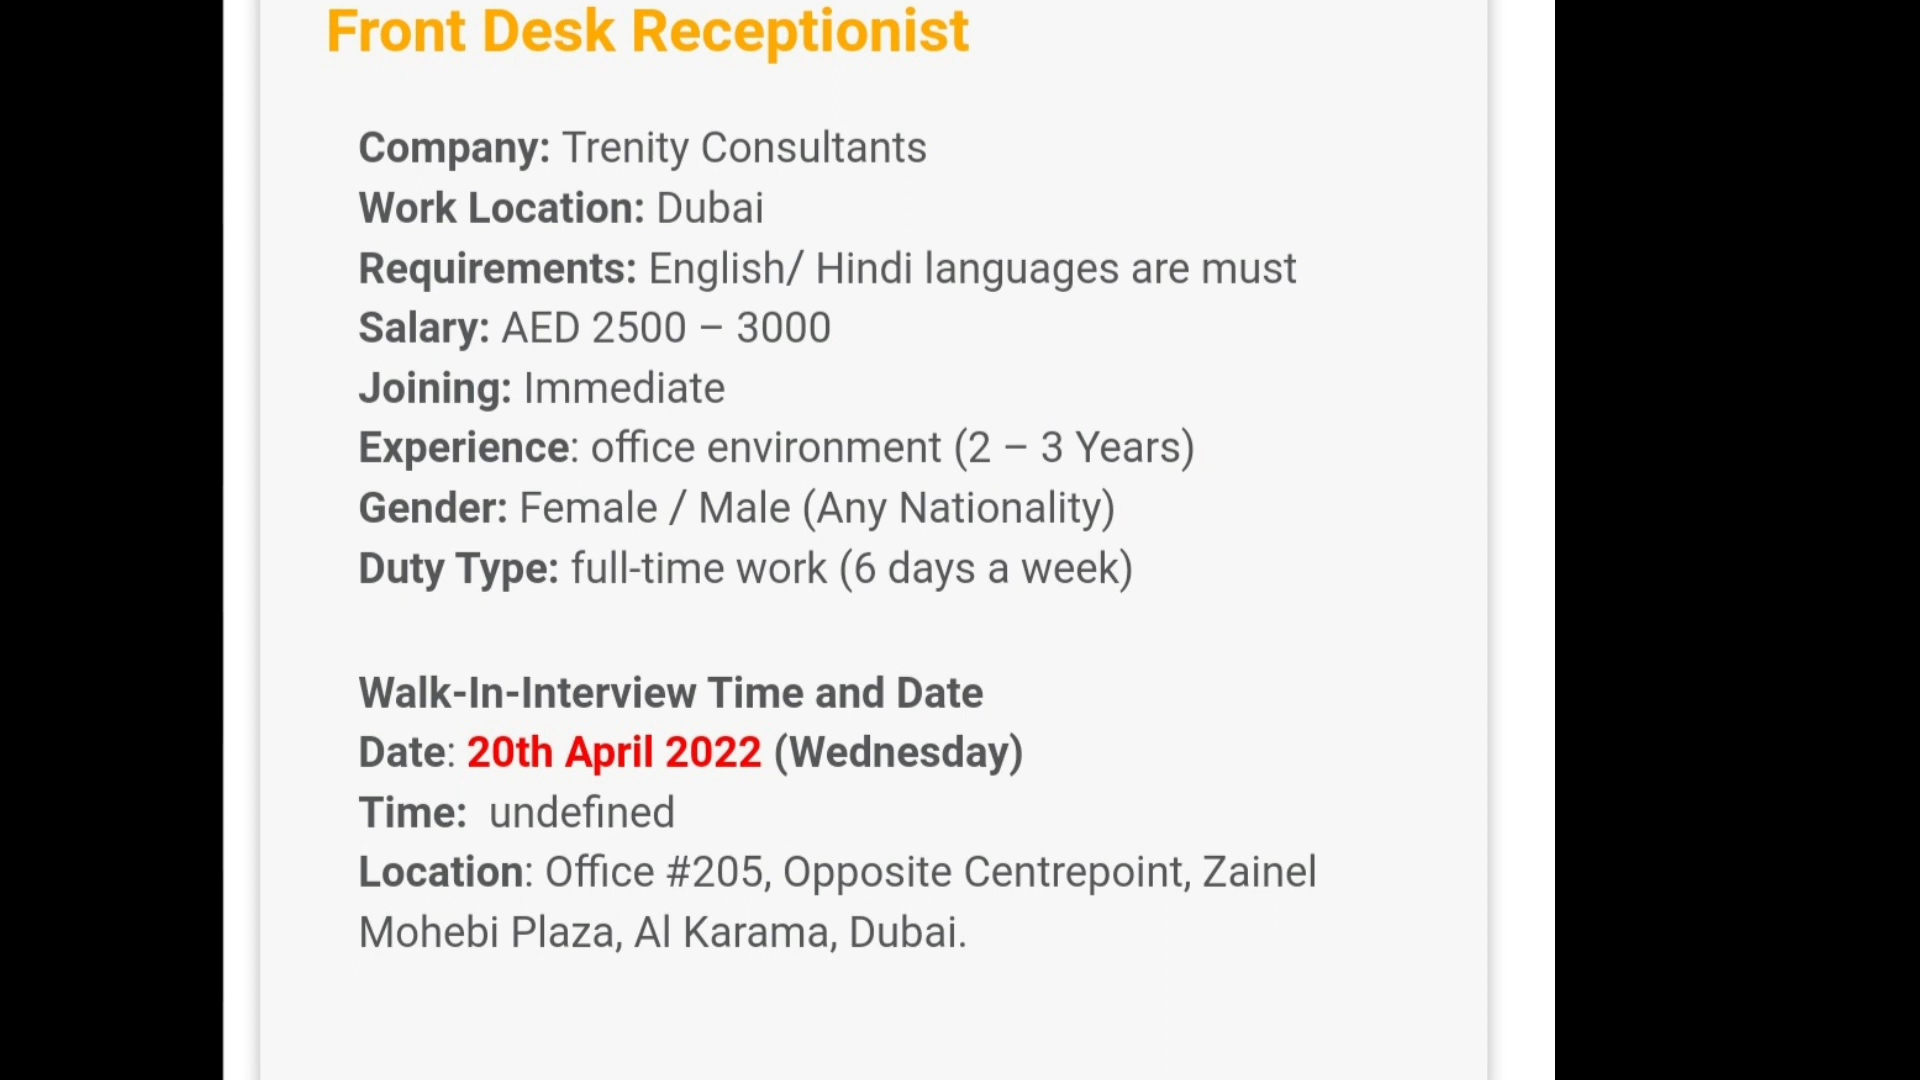 Front Desk Receptionist
Company: Trenity Consultants
Work Location: Dubai
Requirements: English/ Hindi languages are must
Salary: AED 2500 – 3000
Joining: Immediate
Experience: office environment (2 – 3 Years)
Gender: Female / Male (Any Nationality)
Duty Type: full-time work (6 days a week)
Walk-In-Interview Time and Date
Date: 20th April 2022 (Wednesday)
Time:  undefined
Location: Office #205, Opposite Centrepoint, Zainel
Mohebi Plaza, Al Karama, Dubai.